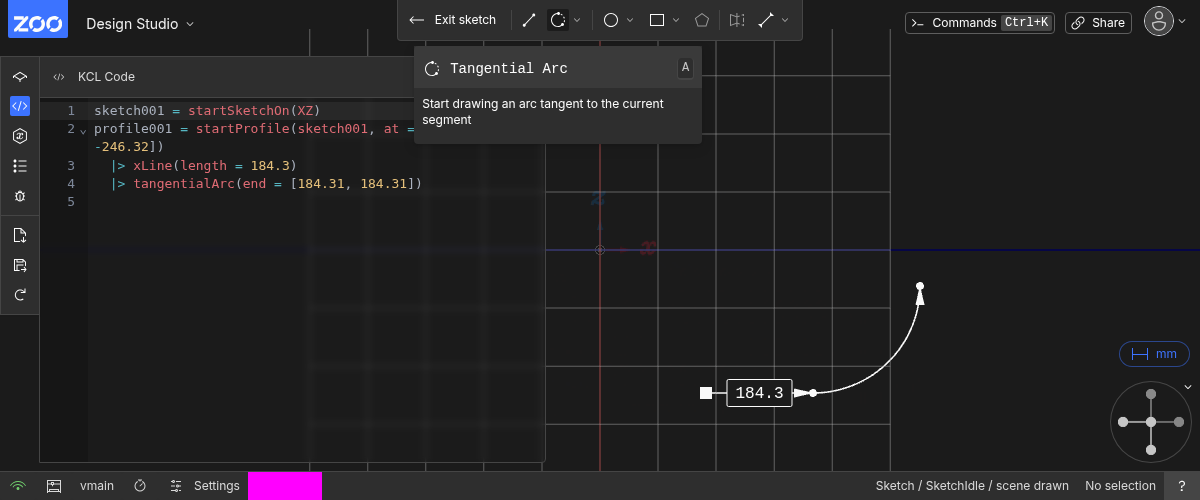 ZOO Design Studio
Exit sketch
Commands Ctrl+K
Share
Tangential Arc A
Start drawing an arc tangent to the current
segment
KCL Code
1 sketch001 = startSketchOn(XZ)
2 profile001 = startProfile(sketch001, at =
-246.32])
3 |> xLine(length = 184.3)
4 |> tangentialArc(end = [184.31, 184.31])
5
z
x
184.3
mm
vmain
Settings
Sketch / SketchIdle / scene drawn
No selection
?